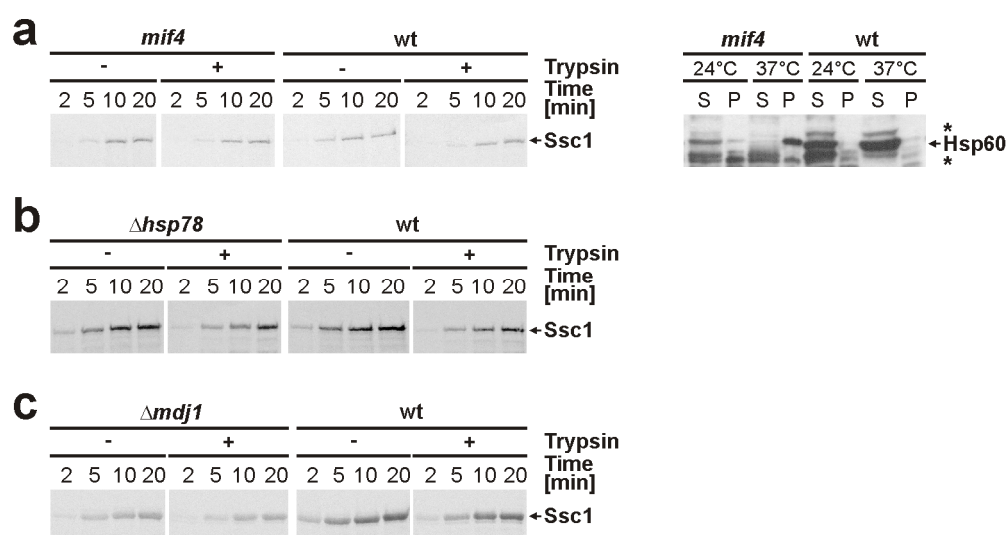 a
mif4 wt
- + - + Trypsin
2 5 10 20 2 5 10 20 2 5 10 20 2 5 10 20 Time [min]
←Ssc1
mif4 wt
24°C 37°C 24°C 37°C
S P S P S P S P
*
←Hsp60
*
b
Δhsp78 wt
- + - + Trypsin
2 5 10 20 2 5 10 20 2 5 10 20 2 5 10 20 Time [min]
←Ssc1
c
Δmdj1 wt
- + - + Trypsin
2 5 10 20 2 5 10 20 2 5 10 20 2 5 10 20 Time [min]
←Ssc1